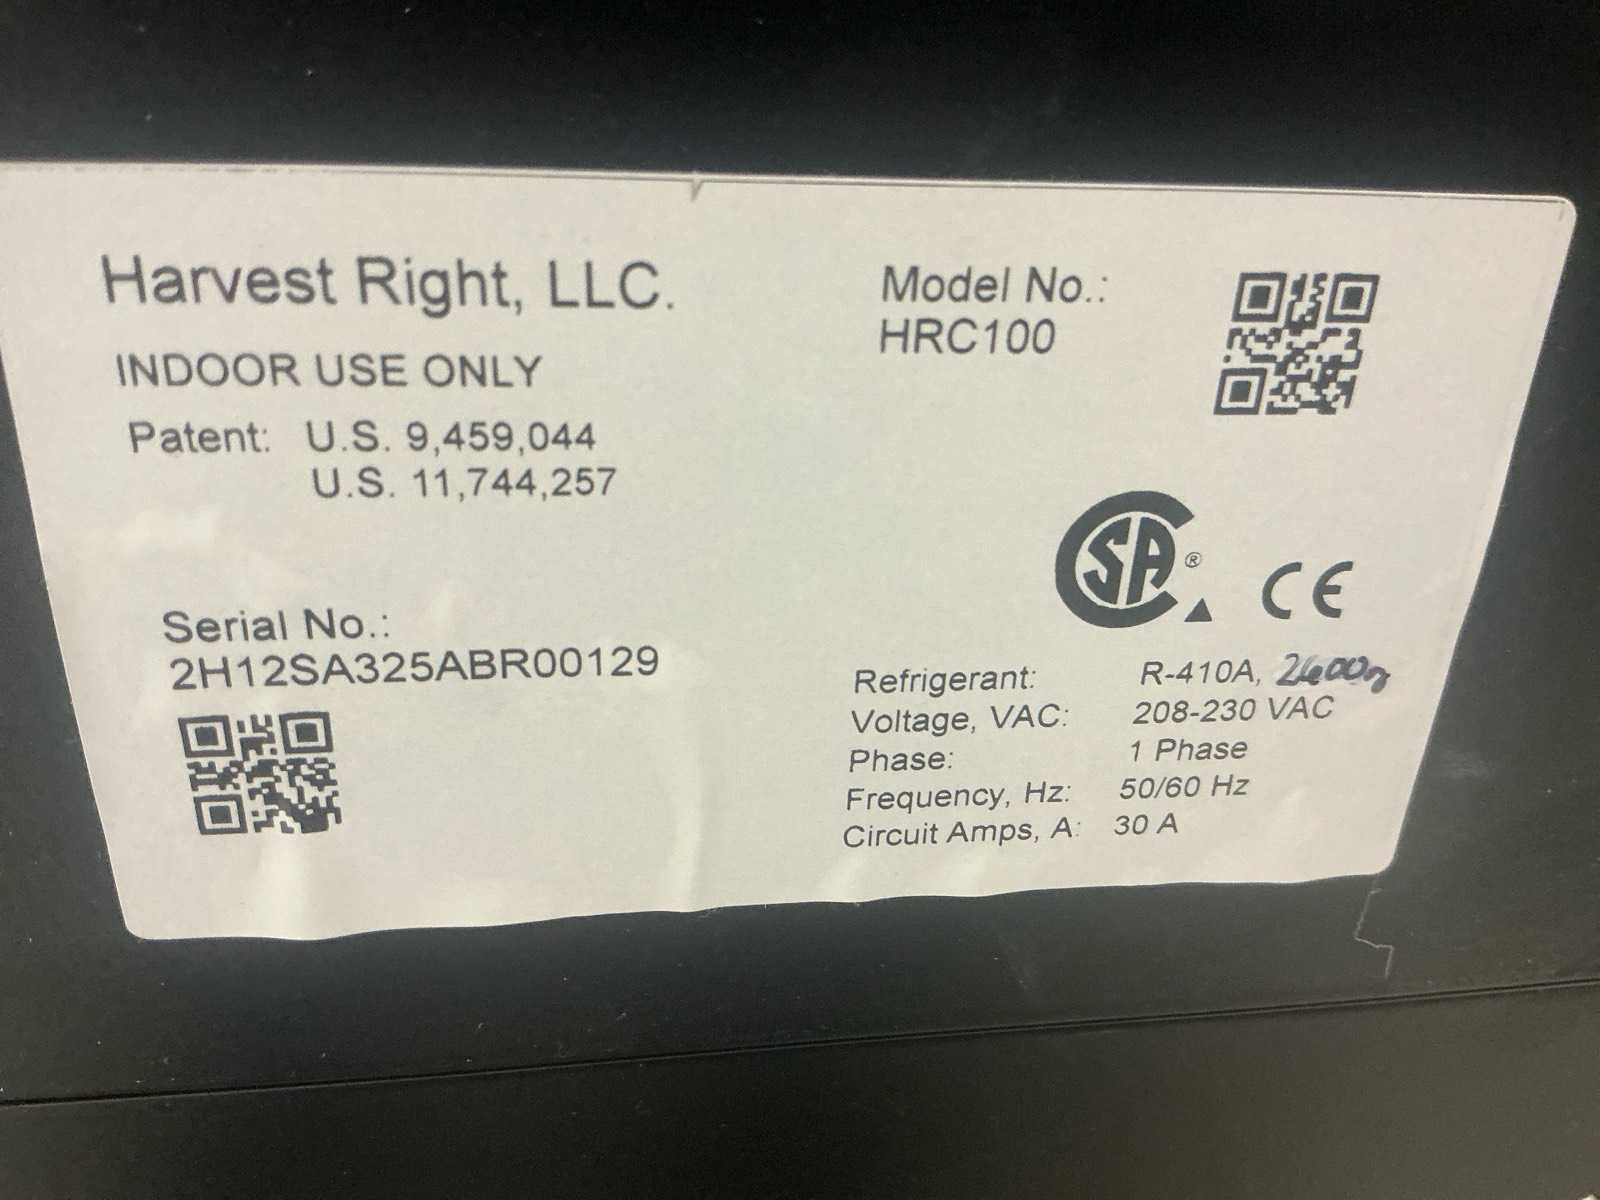 Harvest Right, LLC.
INDOOR USE ONLY
Patent: U.S. 9,459,044
U.S. 11,744,257
Serial No.:
2H12SA325ABR00129
Model No.:
HRC100
CSA ®
CE
Refrigerant: R-410A, 2400g
Voltage, VAC: 208-230 VAC
Phase: 1 Phase
Frequency, Hz: 50/60 Hz
Circuit Amps, A: 30 A